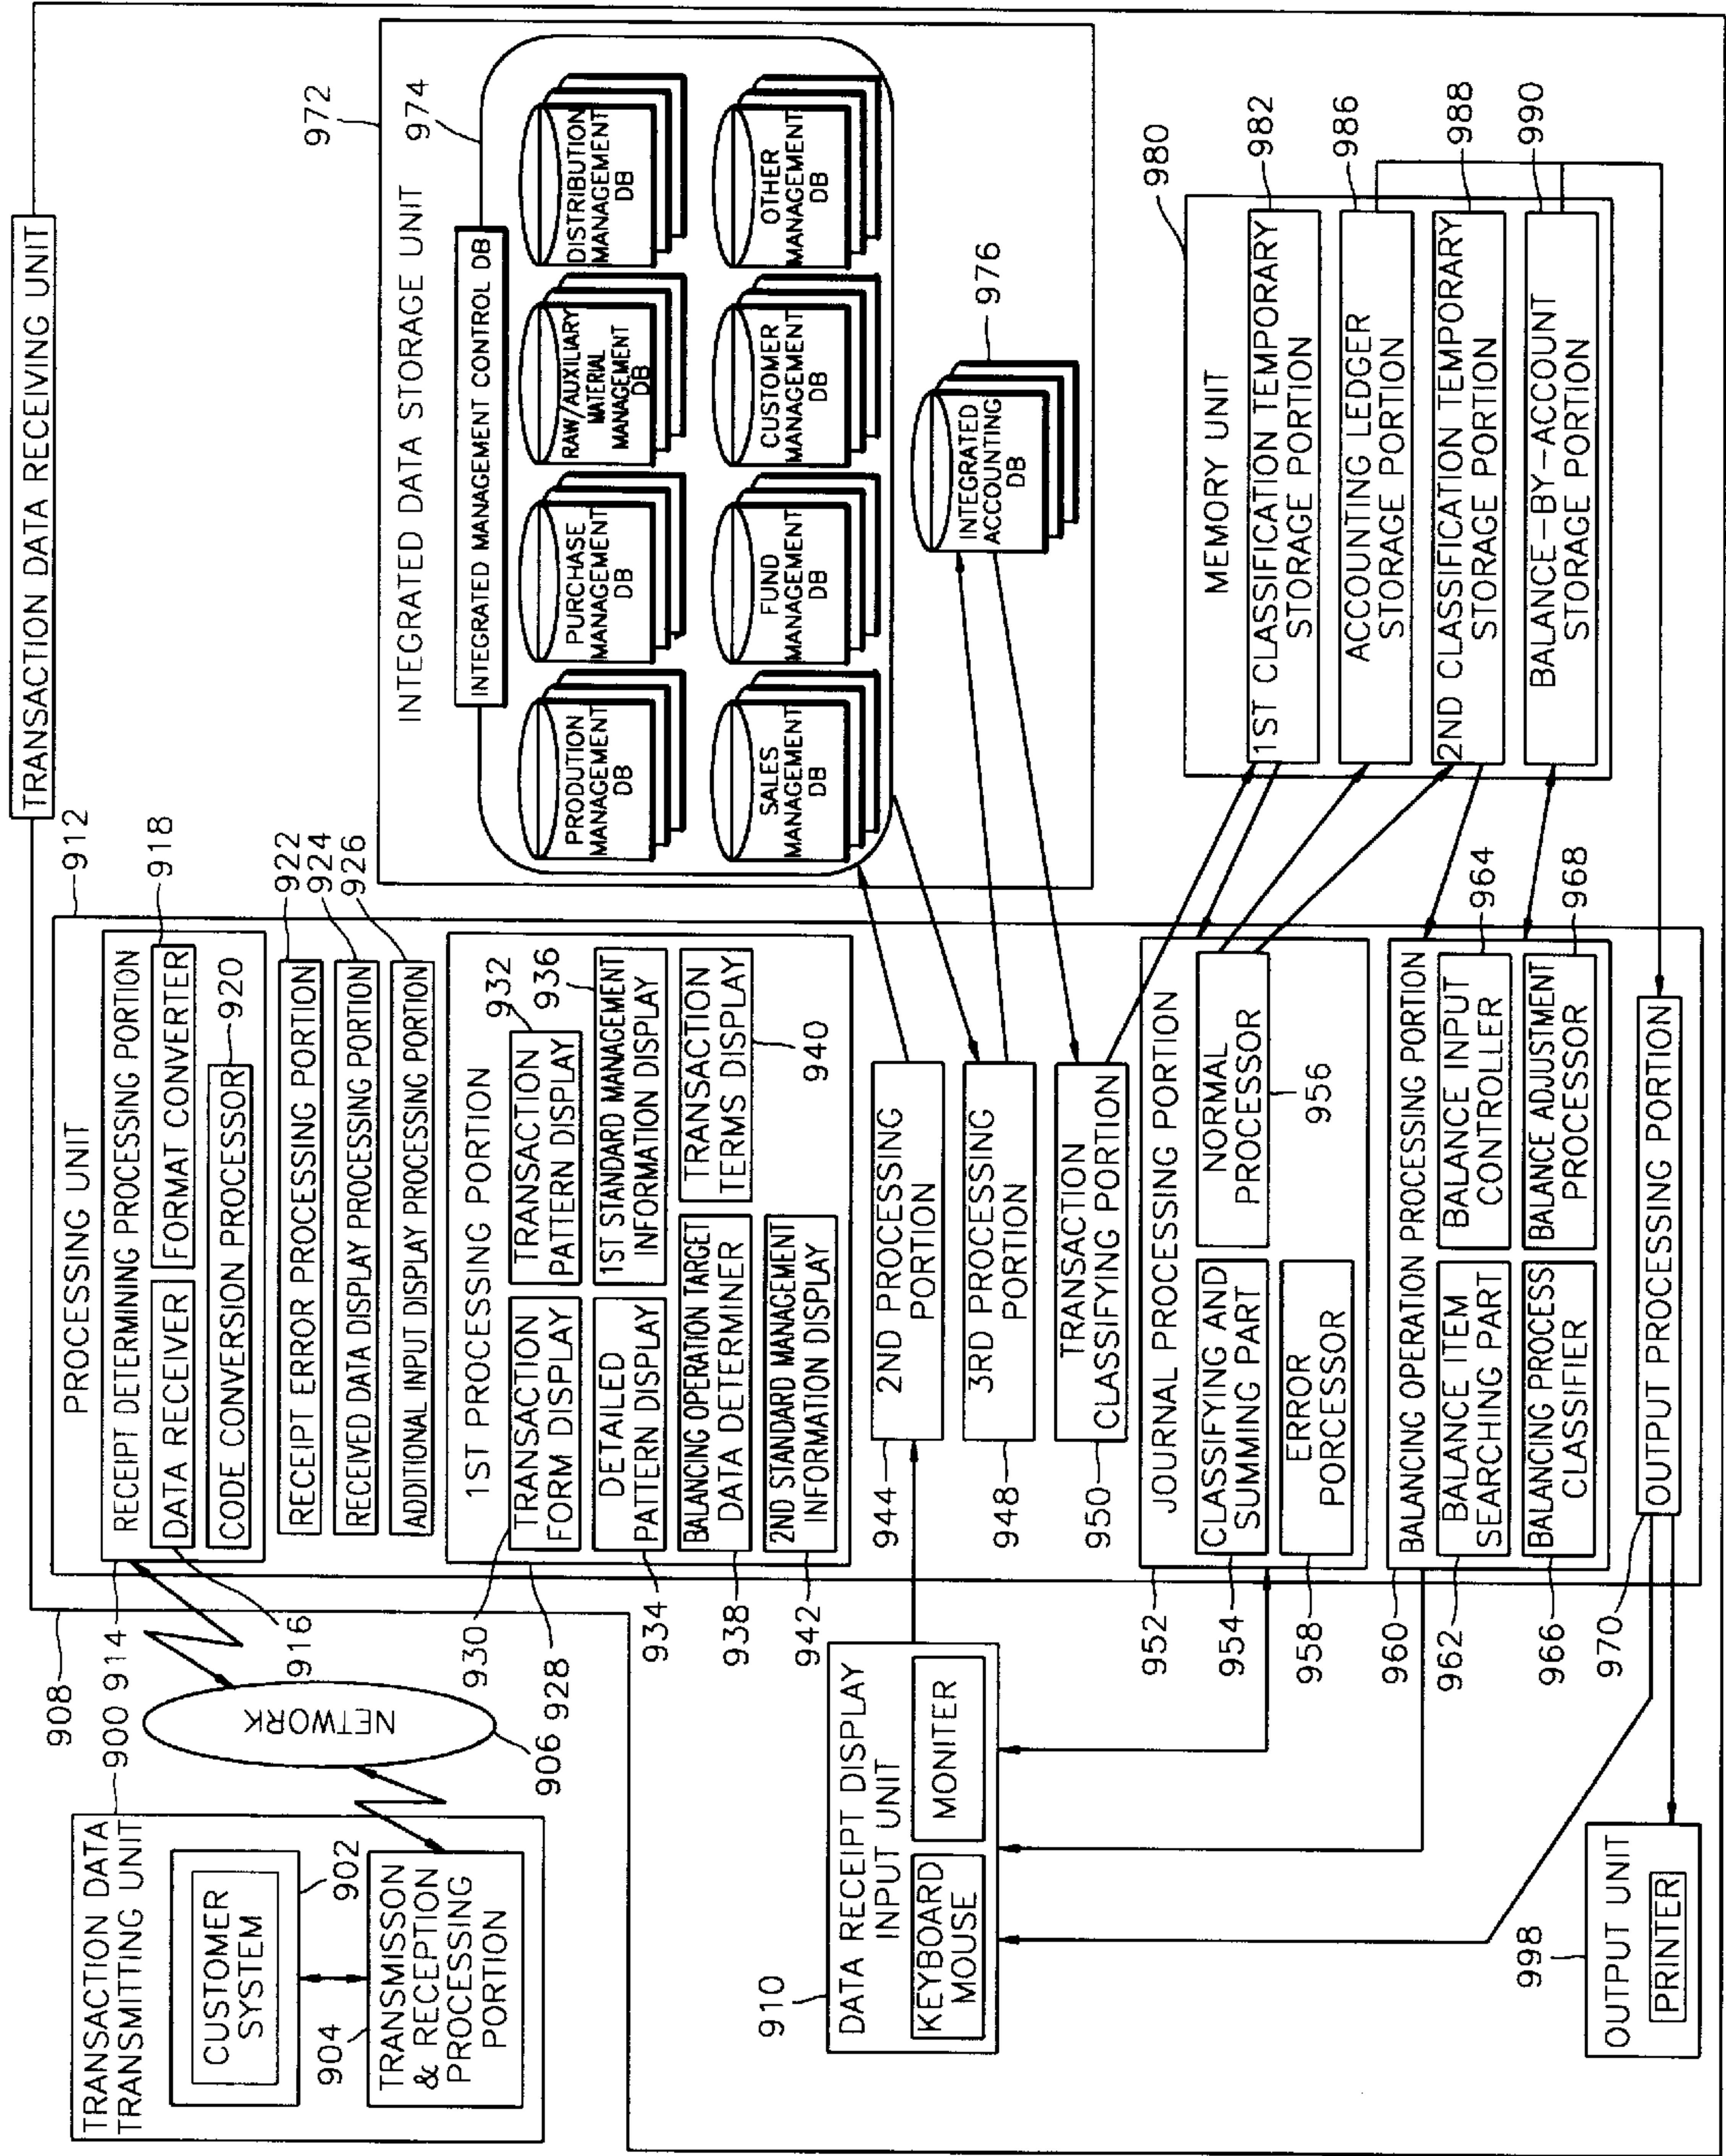 TRANSACTION DATA
TRANSMITTING UNIT
900
CUSTOMER
SYSTEM
902
904
TRANSMISSON
& RECEPTION
PROCESSING
PORTION
NETWORK
906
908
TRANSACTION DATA RECEIVING UNIT
910
DATA RECEIPT DISPLAY
INPUT UNIT
KEYBOARD
MOUSE
MONITER
PROCESSING UNIT
912
914
RECEIPT DETERMINING PROCESSING PORTION
916
DATA RECEIVER
FORMAT CONVERTER
918
CODE CONVERSION PROCESSOR
920
RECEIPT ERROR PROCESSING PORTION
922
RECEIVED DATA DISPLAY PROCESSING PORTION
924
ADDITIONAL INPUT DISPLAY PROCESSING PORTION
926
928
1ST PROCESSING PORTION
930
TRANSACTION
FORM DISPLAY
TRANSACTION
PATTERN DISPLAY
932
934
DETAILED
PATTERN DISPLAY
1ST STANDARD MANAGEMENT
INFORMATION DISPLAY
936
938
BALANCING OPERATION TARGET
DATA DETERMINER
TRANSACTION
TERMS DISPLAY
940
942
2ND STANDARD MANAGEMENT
INFORMATION DISPLAY
944
2ND PROCESSING
PORTION
948
3RD PROCESSING
PORTION
950
TRANSACTION
CLASSIFYING PORTION
952
JOURNAL PROCESSING PORTION
954
CLASSIFYING AND
SUMMING PART
NORMAL
PROCESSOR
956
958
ERROR
PORCESSOR
960
BALANCING OPERATION PROCESSING PORTION
962
BALANCE ITEM
SEARCHING PART
BALANCE INPUT
CONTROLLER
964
966
BALANCING PROCESS
CLASSIFIER
BALANCE ADJUSTMENT
PROCESSOR
968
970
OUTPUT PROCESSING PORTION
INTEGRATED DATA STORAGE UNIT
972
974
INTEGRATED MANAGEMENT CONTROL DB
PRODUTION
MANAGEMENT
DB
PURCHASE
MANAGEMENT
DB
RAW/AUXILIARY
MATERIAL
MANAGEMENT
DB
DISTRIBUTION
MANAGEMENT
DB
SALES
MANAGEMENT
DB
FUND
MANAGEMENT
DB
CUSTOMER
MANAGEMENT
DB
OTHER
MANAGEMENT
DB
INTEGRATED
ACCOUNTING
DB
976
MEMORY UNIT
980
1ST CLASSIFICATION TEMPORARY
STORAGE PORTION
982
ACCOUNTING LEDGER
STORAGE PORTION
986
2ND CLASSIFICATION TEMPORARY
STORAGE PORTION
988
BALANCE-BY-ACCOUNT
STORAGE PORTION
990
998
OUTPUT UNIT
PRINTER